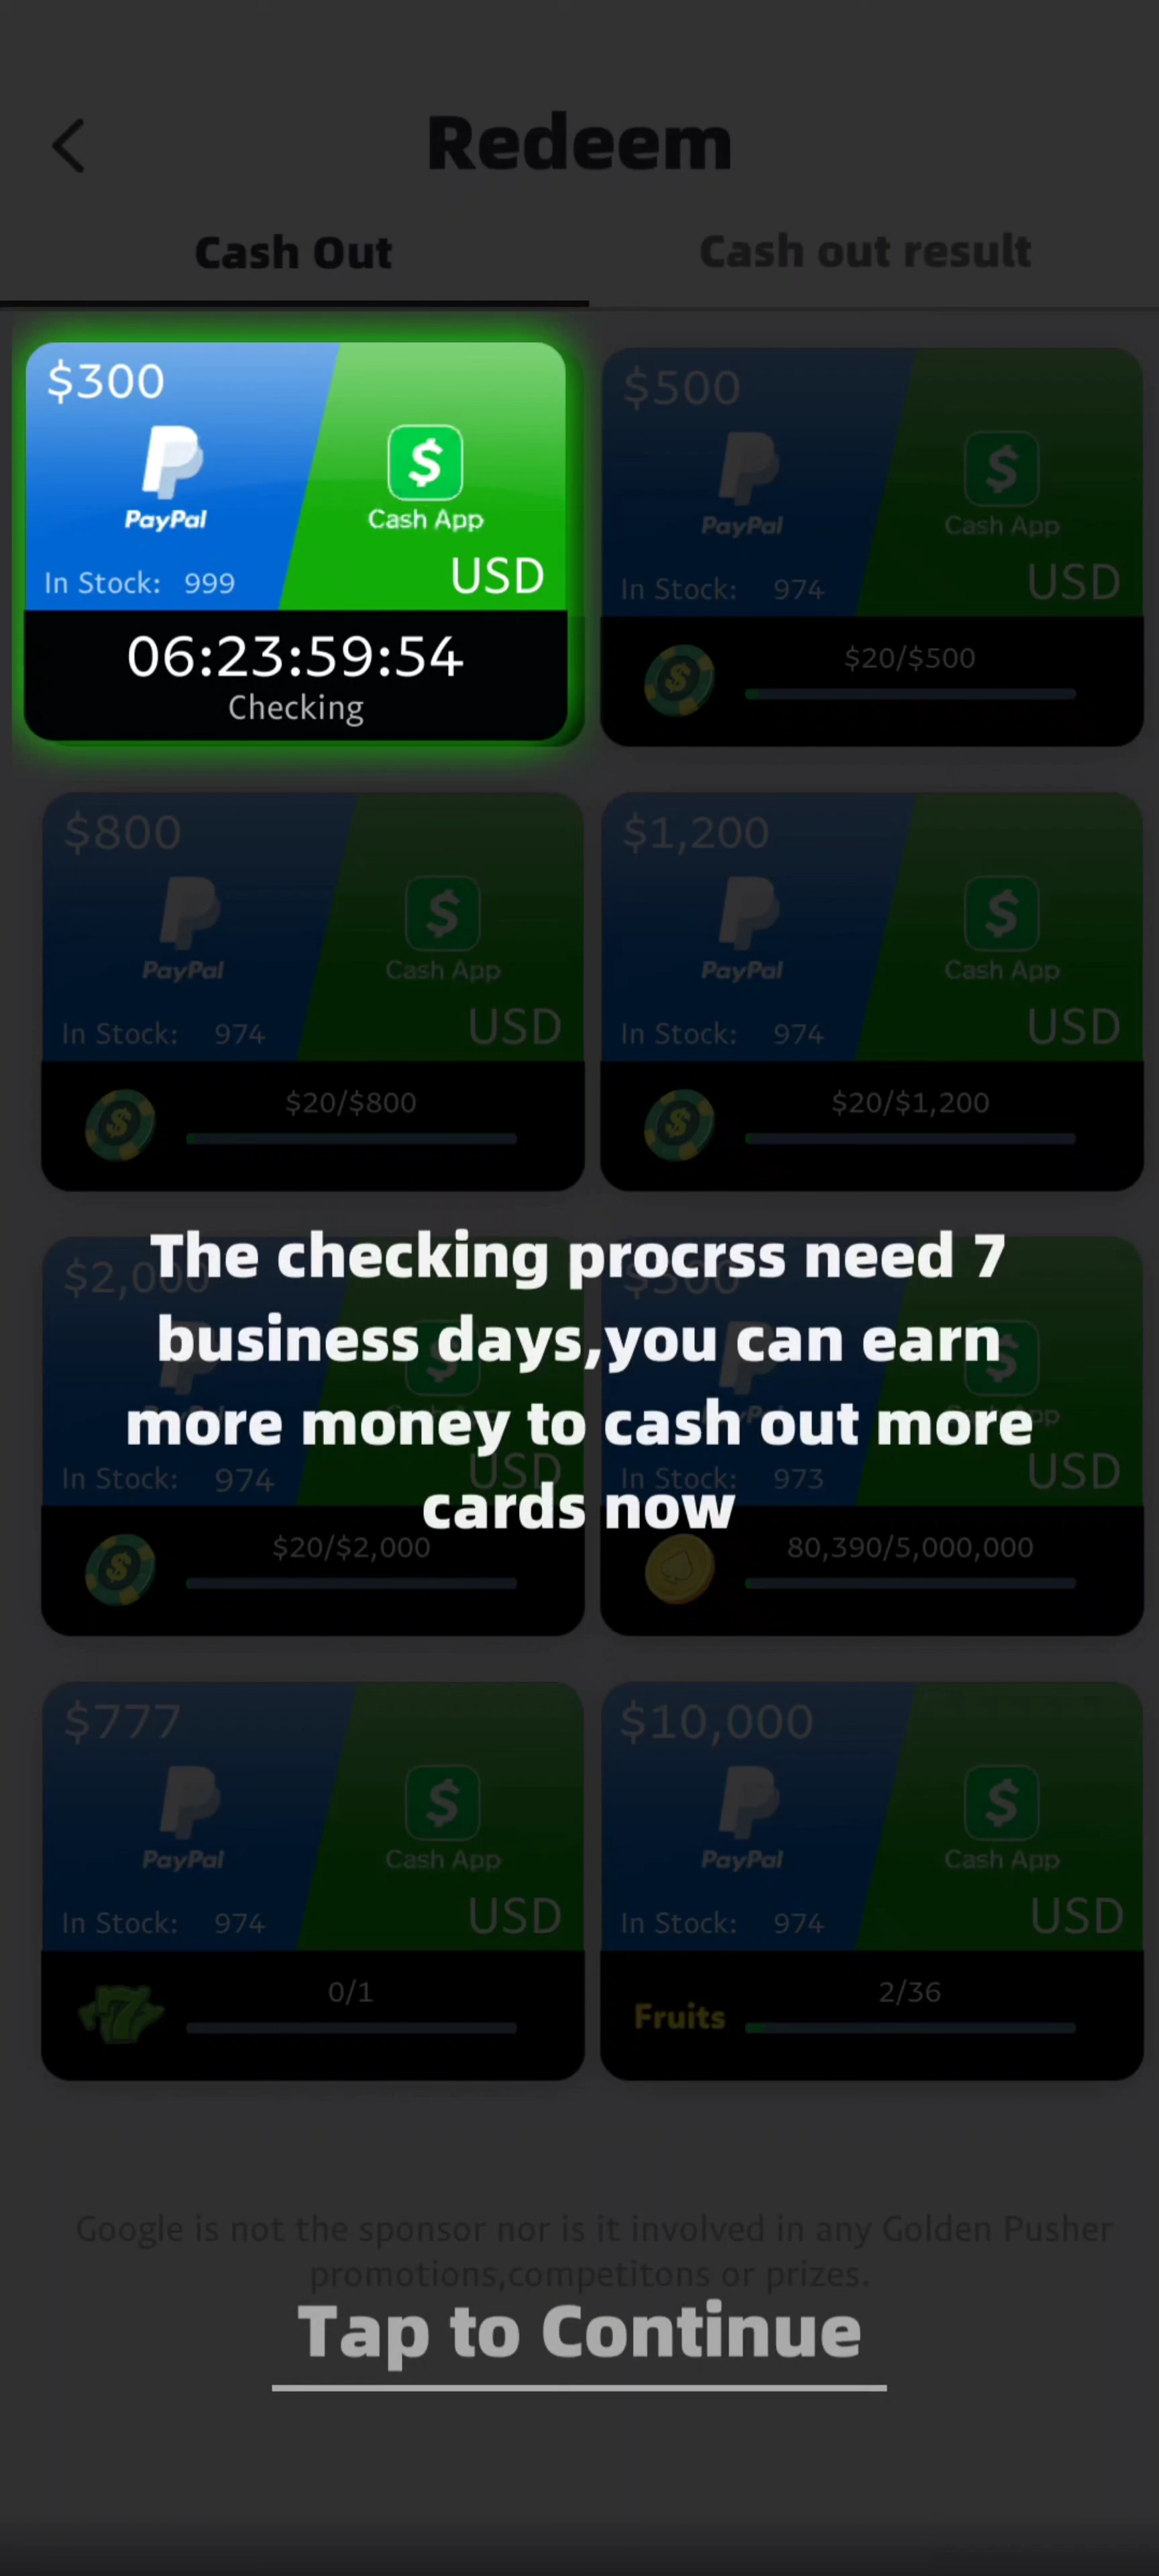 Redeem
Cash Out
Cash out result
$300
PayPal
Cash App
In Stock: 999
USD
06:23:59:54
Checking
$500
PayPal
Cash App
In Stock: 974
USD
$20/$500
$800
PayPal
Cash App
In Stock: 974
USD
$20/$800
$1,200
PayPal
Cash App
In Stock: 974
USD
$20/$1,200
The checking procrss need 7
business days,you can earn
more money to cash out more
cards now
$2,000
In Stock: 974
USD
$20/$2,000
In Stock: 973
USD
80,390/5,000,000
$777
PayPal
Cash App
In Stock: 974
USD
0/1
$10,000
PayPal
Cash App
In Stock: 974
USD
Fruits
2/36
Google is not the sponsor nor is it involved in any Golden Pusher
promotions,competitons or prizes.
Tap to Continue